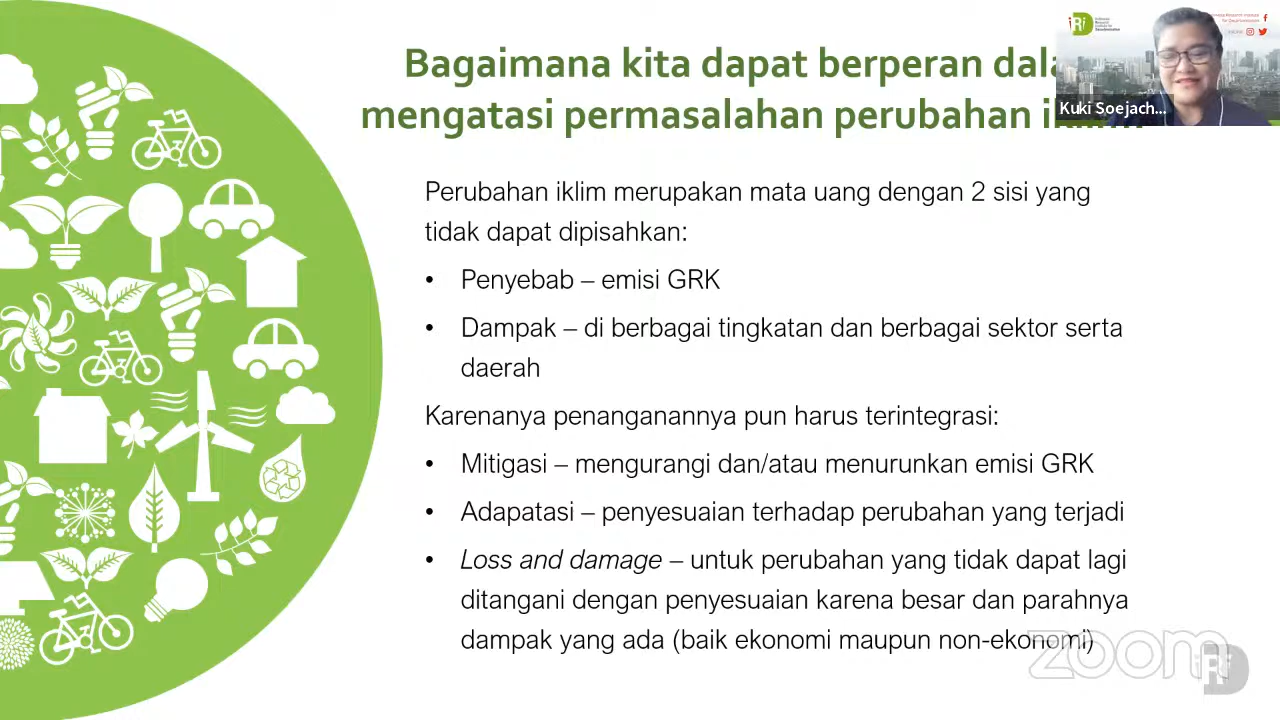 Bagaimana kita dapat berperan
mengatasi permasalahan perubahan
Kuki Soejach...
Perubahan iklim merupakan mata uang dengan 2 sisi yang
tidak dapat dipisahkan:
• Penyebab – emisi GRK
• Dampak – di berbagai tingkatan dan berbagai sektor serta
daerah
Karenanya penanganannya pun harus terintegrasi:
• Mitigasi – mengurangi dan/atau menurunkan emisi GRK
• Adapatasi – penyesuaian terhadap perubahan yang terjadi
• Loss and damage – untuk perubahan yang tidak dapat lagi
ditangani dengan penyesuaian karena besar dan parahnya
dampak yang ada (baik ekonomi maupun non-ekonomi)
zoom